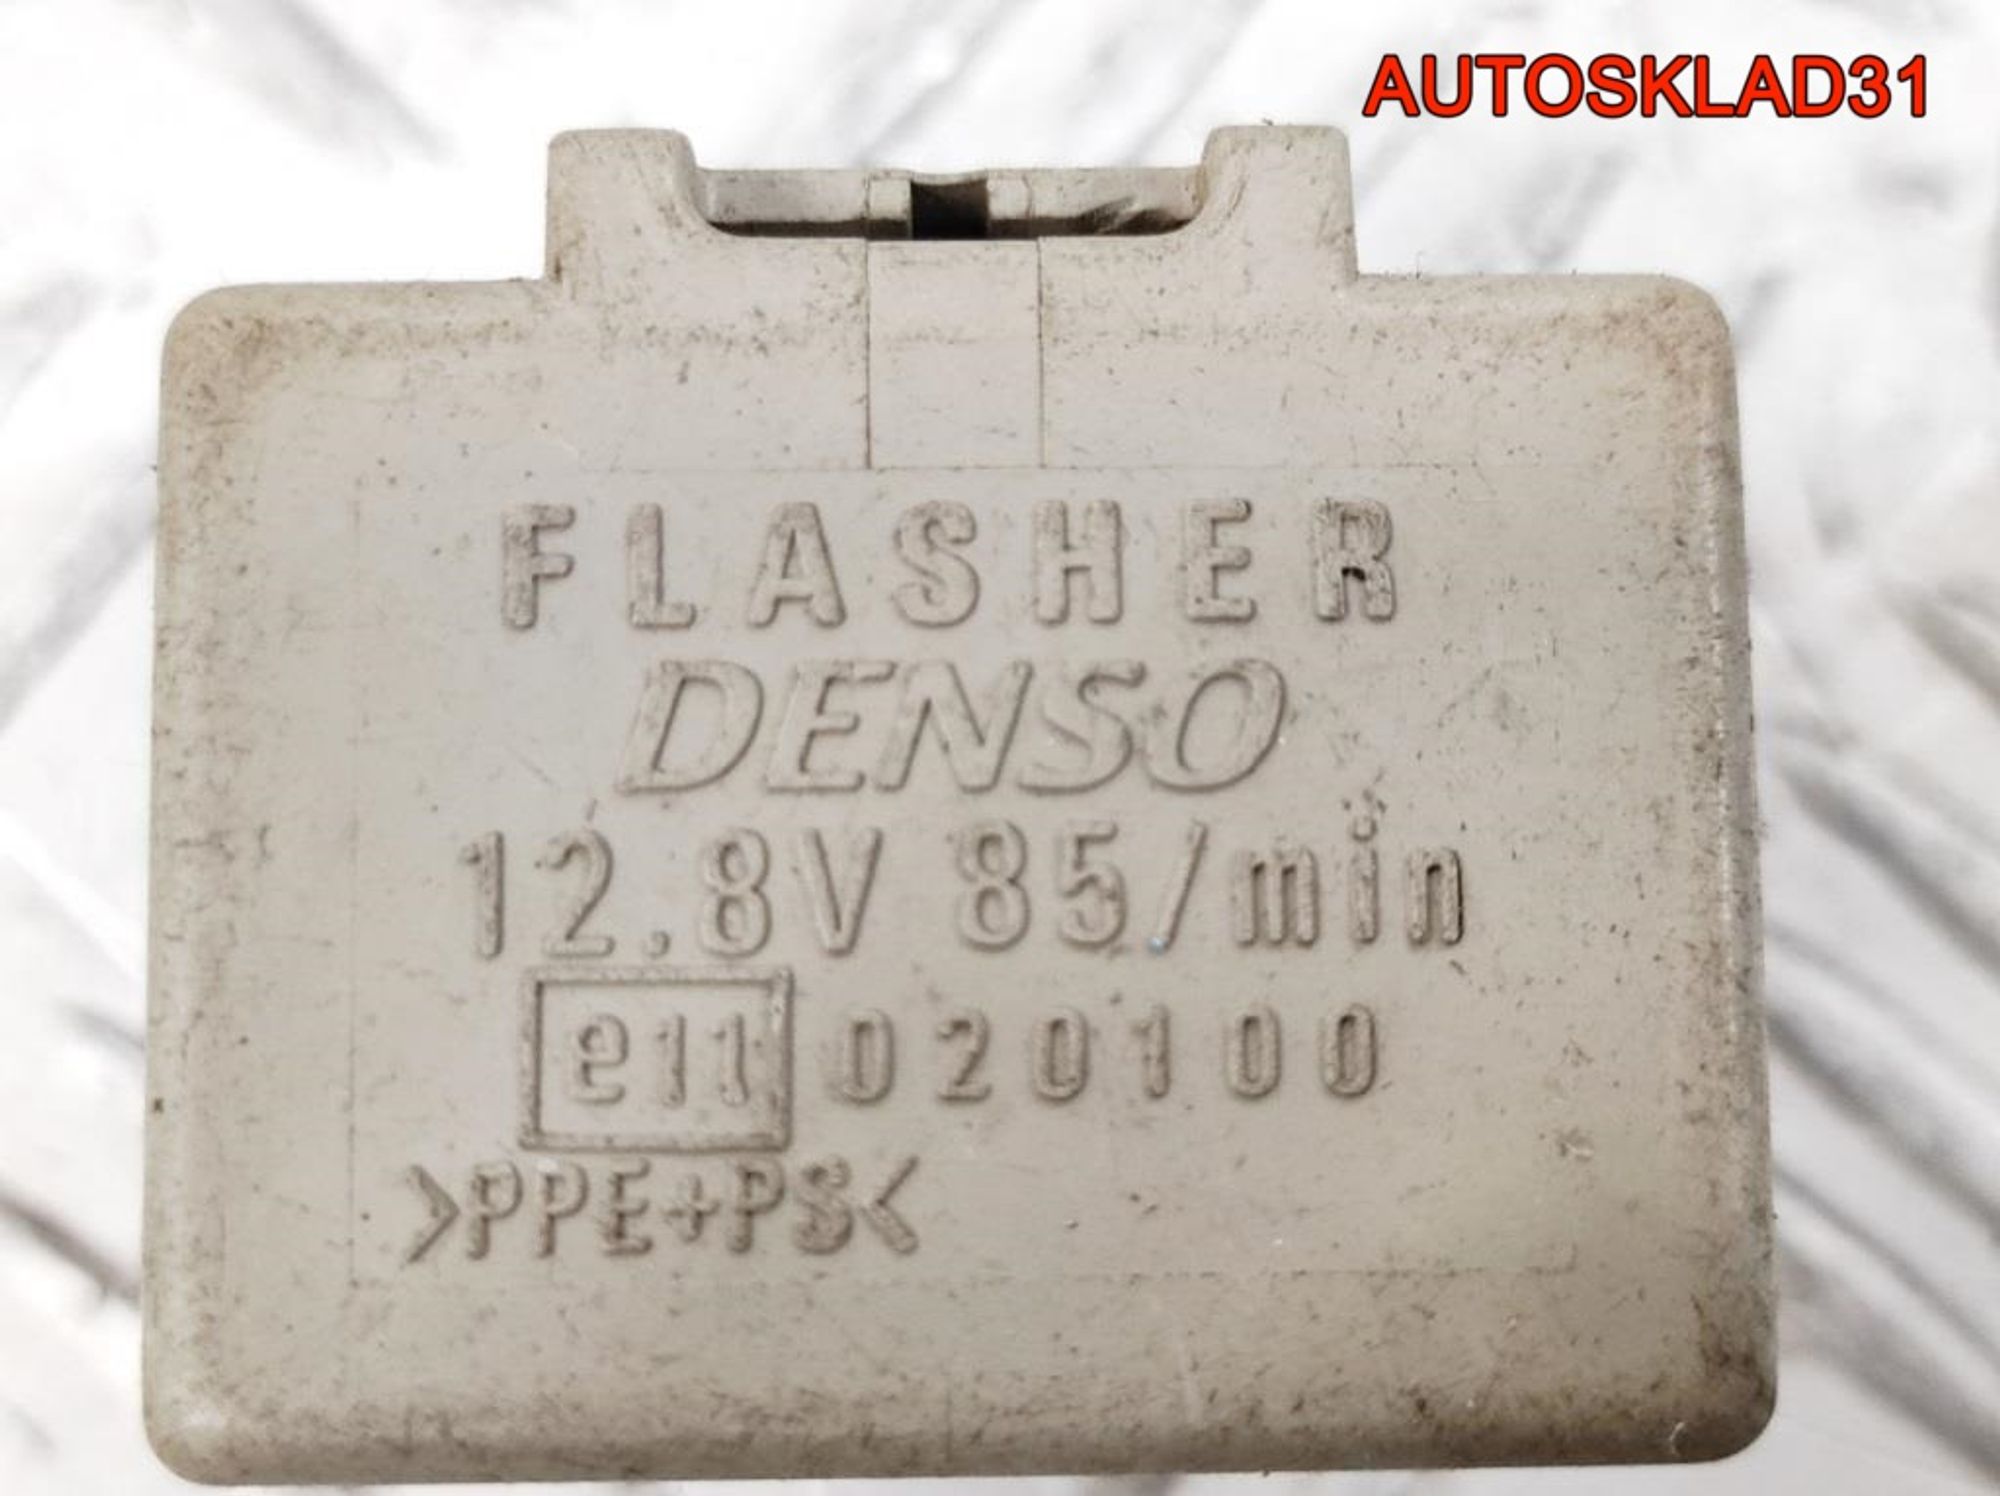 AUTOSKLAD31
FLASHER
DENSO
12.8V 85/min
e11 020100
>PPE+PS<